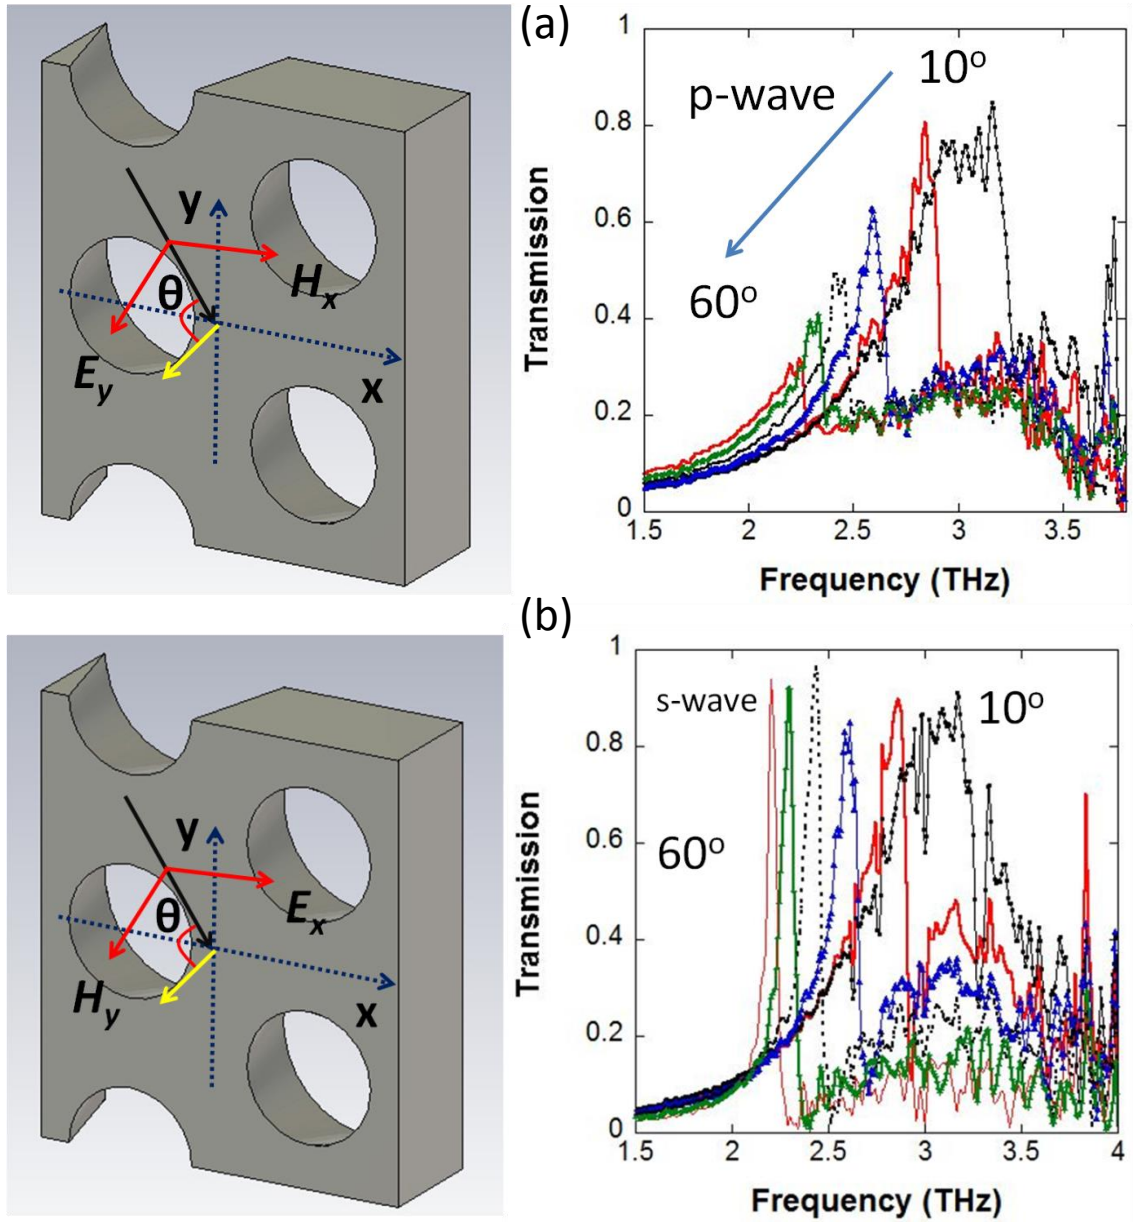 (a)
y
θ
Hx
Ey
x
1
0.8
0.6
0.4
0.2
0
Transmission
p-wave
10o
60o
1.5
2
2.5
3
3.5
Frequency (THz)
(b)
y
θ
Ex
Hy
x
1
0.8
0.6
0.4
0.2
0
Transmission
s-wave
10o
60o
1.5
2
2.5
3
3.5
4
Frequency (THz)